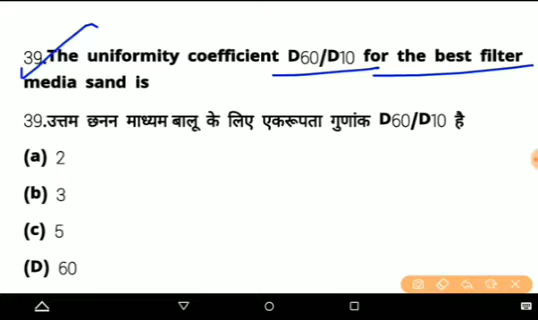 39.The uniformity coefficient D60/D10 for the best filter
media sand is
39.उत्तम छनन माध्यम बालू के लिए एकरूपता गुणांक D60/D10 है
(a) 2
(b) 3
(c) 5
(D) 60